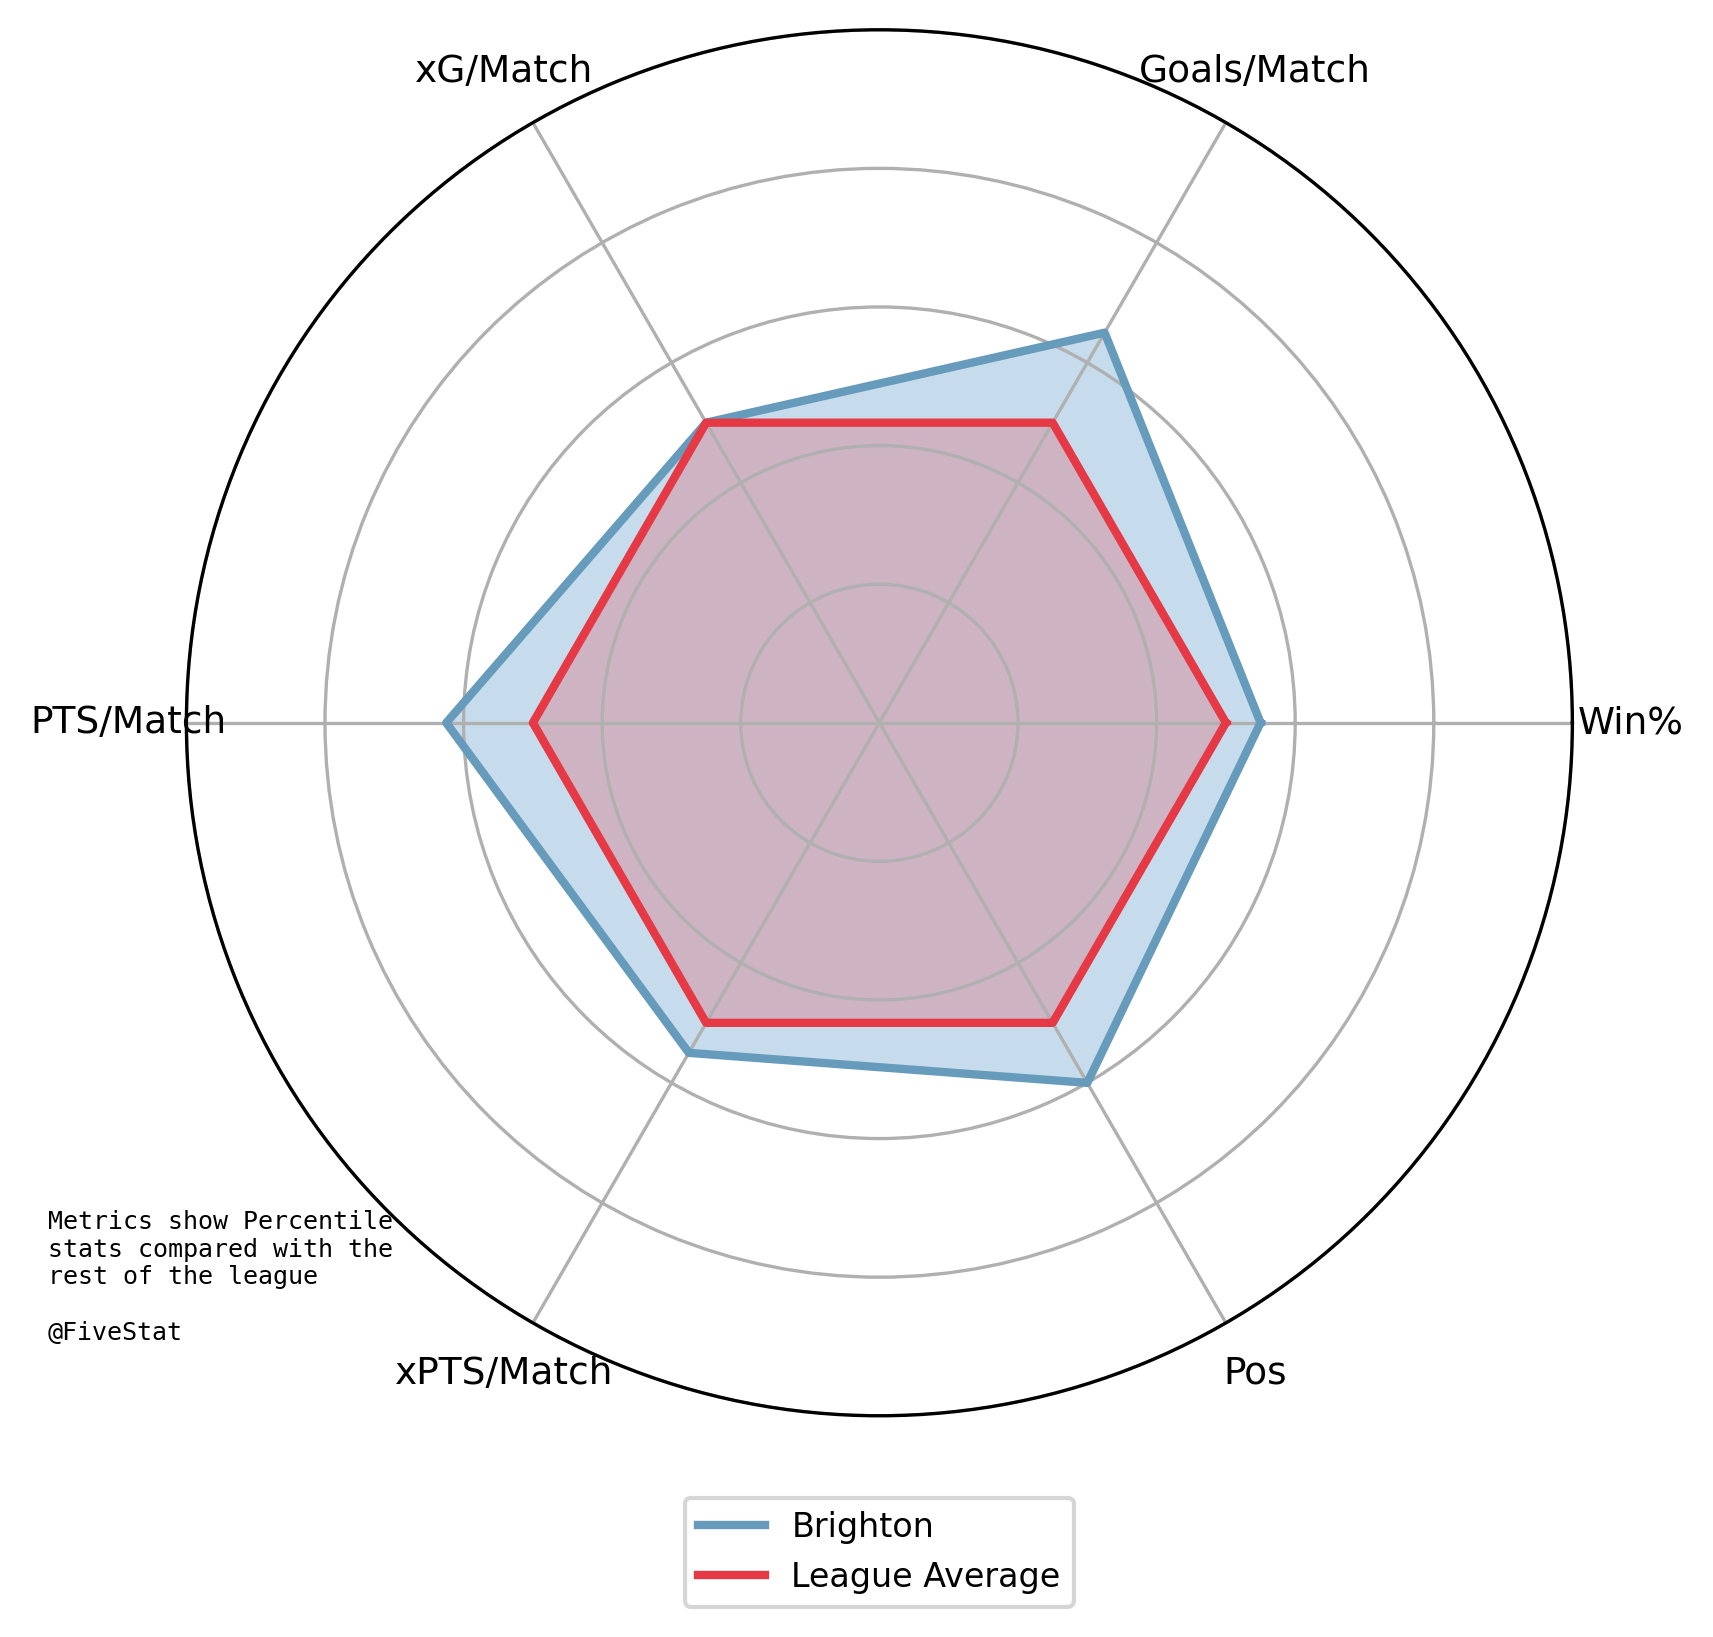 xG/Match
Goals/Match
PTS/Match
Win%
Metrics show Percentile
stats compared with the
rest of the league
@FiveStat
xPTS/Match
Pos
Brighton
League Average